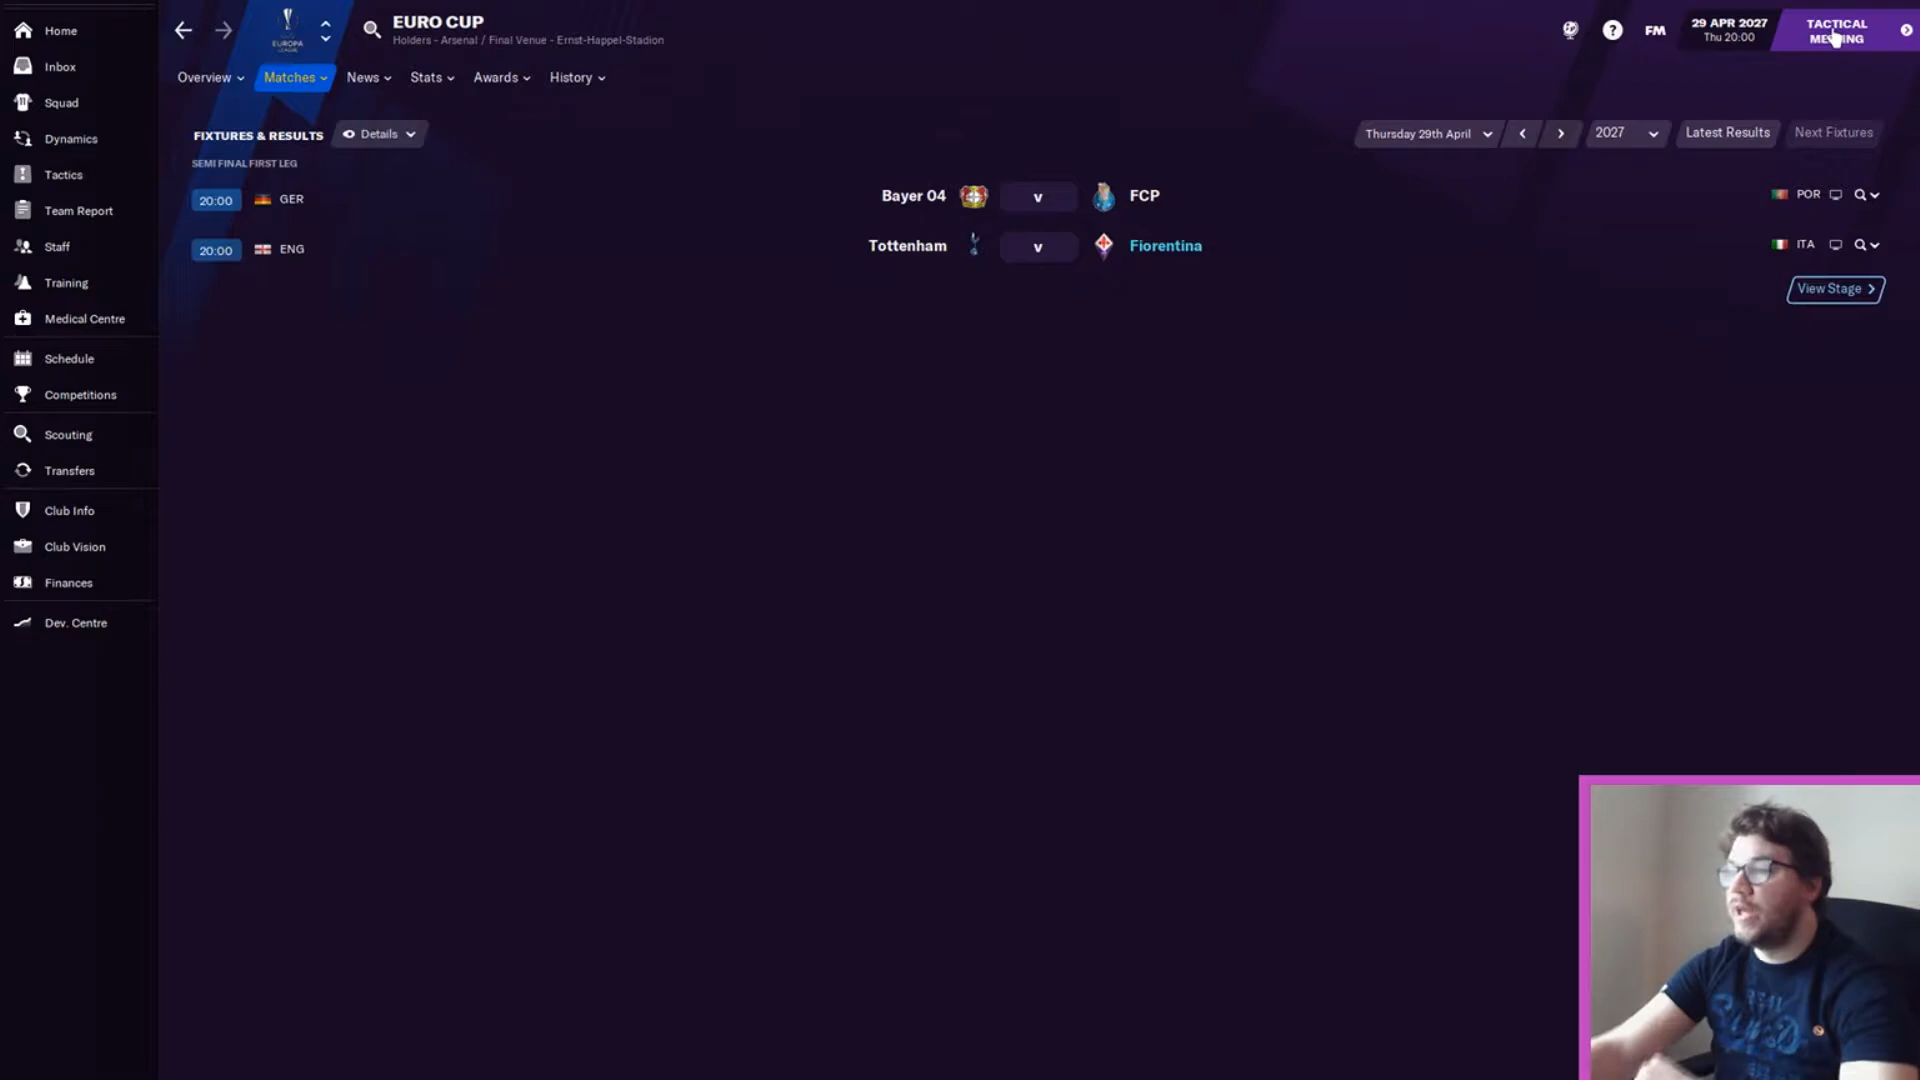 Home
Inbox
Squad
Dynamics
Tactics
Team Report
Staff
Training
Medical Centre
Schedule
Competitions
Scouting
Transfers
Club Info
Club Vision
Finances
Dev. Centre
EUROPA
LEAGUE
EURO CUP
Holders - Arsenal / Final Venue - Ernst-Happel-Stadion
FM
29 APR 2027
Thu 20:00
TACTICAL
Overview Matches News Stats Awards History
FIXTURES & RESULTS Details
Thursday 29th April 2027 Latest Results Next Fixtures
SEMI FINAL FIRST LEG
20:00 GER Bayer 04 v FCP POR
20:00 ENG Tottenham v Fiorentina ITA
View Stage